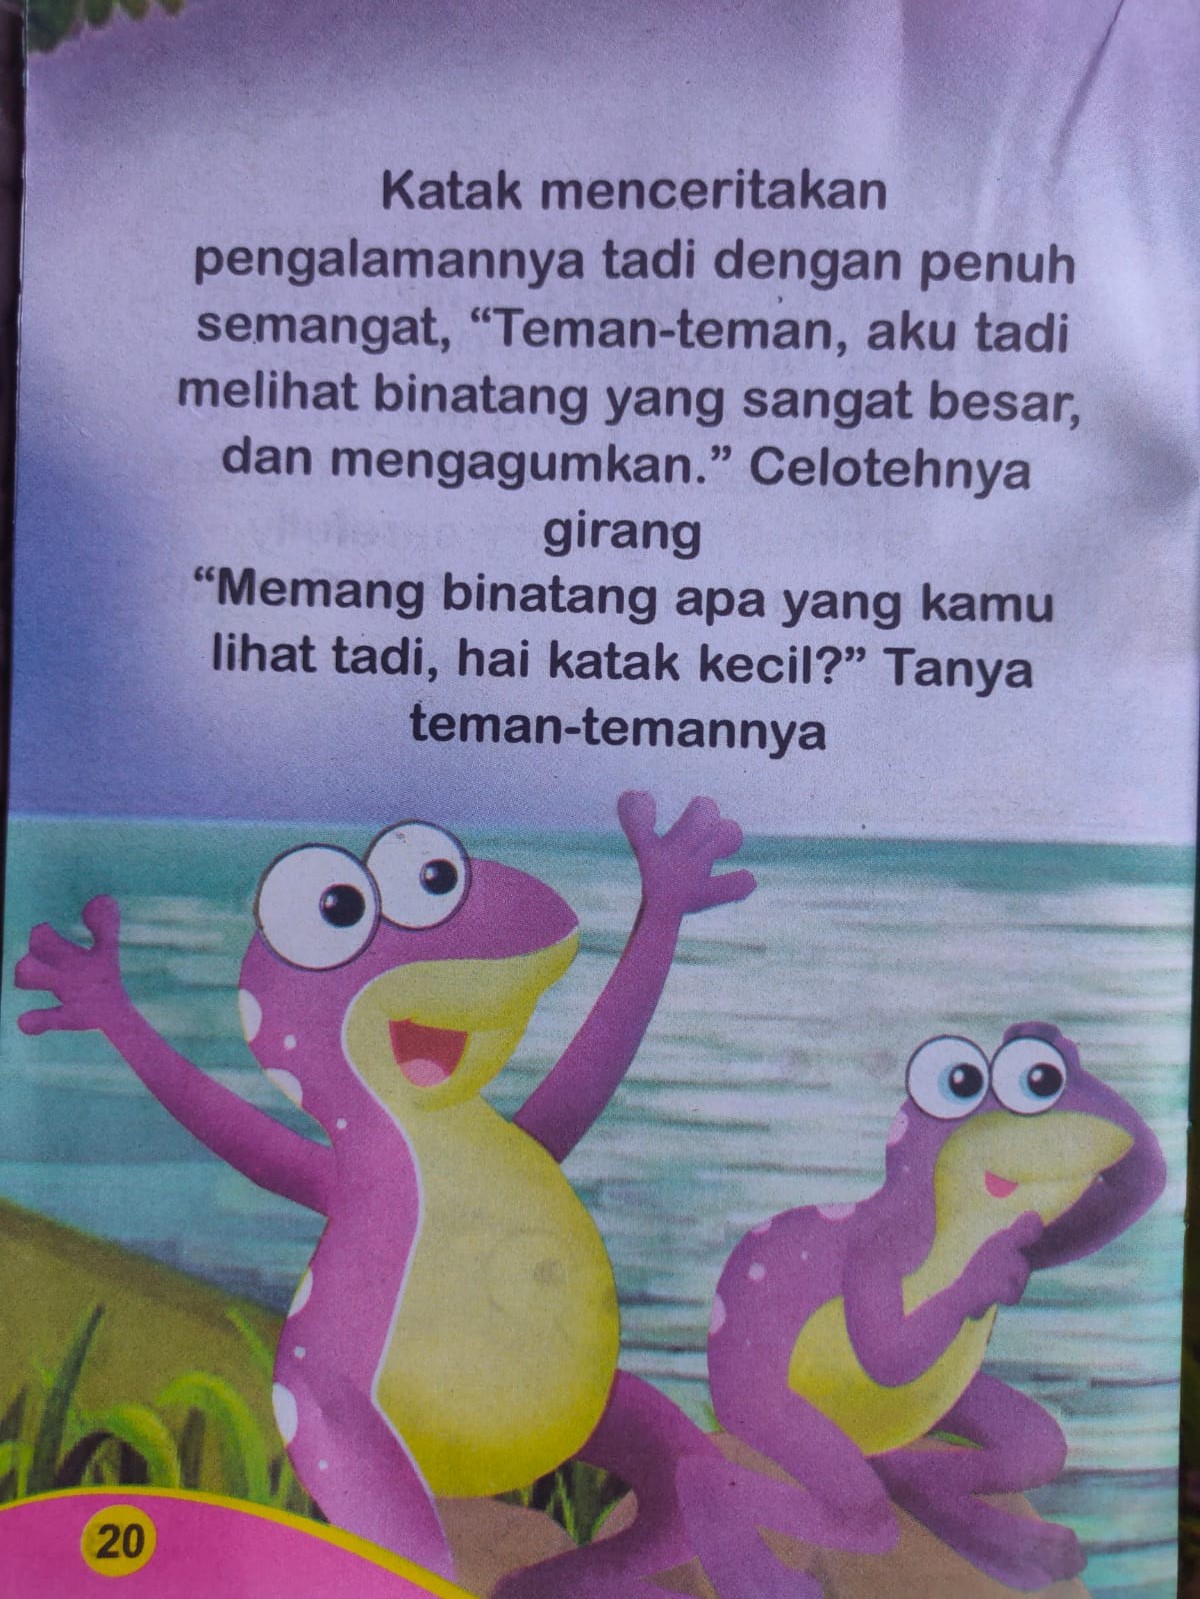 Katak menceritakan
pengalamannya tadi dengan penuh
semangat, “Teman-teman, aku tadi
melihat binatang yang sangat besar,
dan mengagumkan.” Celotehnya
girang
“Memang binatang apa yang kamu
lihat tadi, hai katak kecil?” Tanya
teman-temannya
20